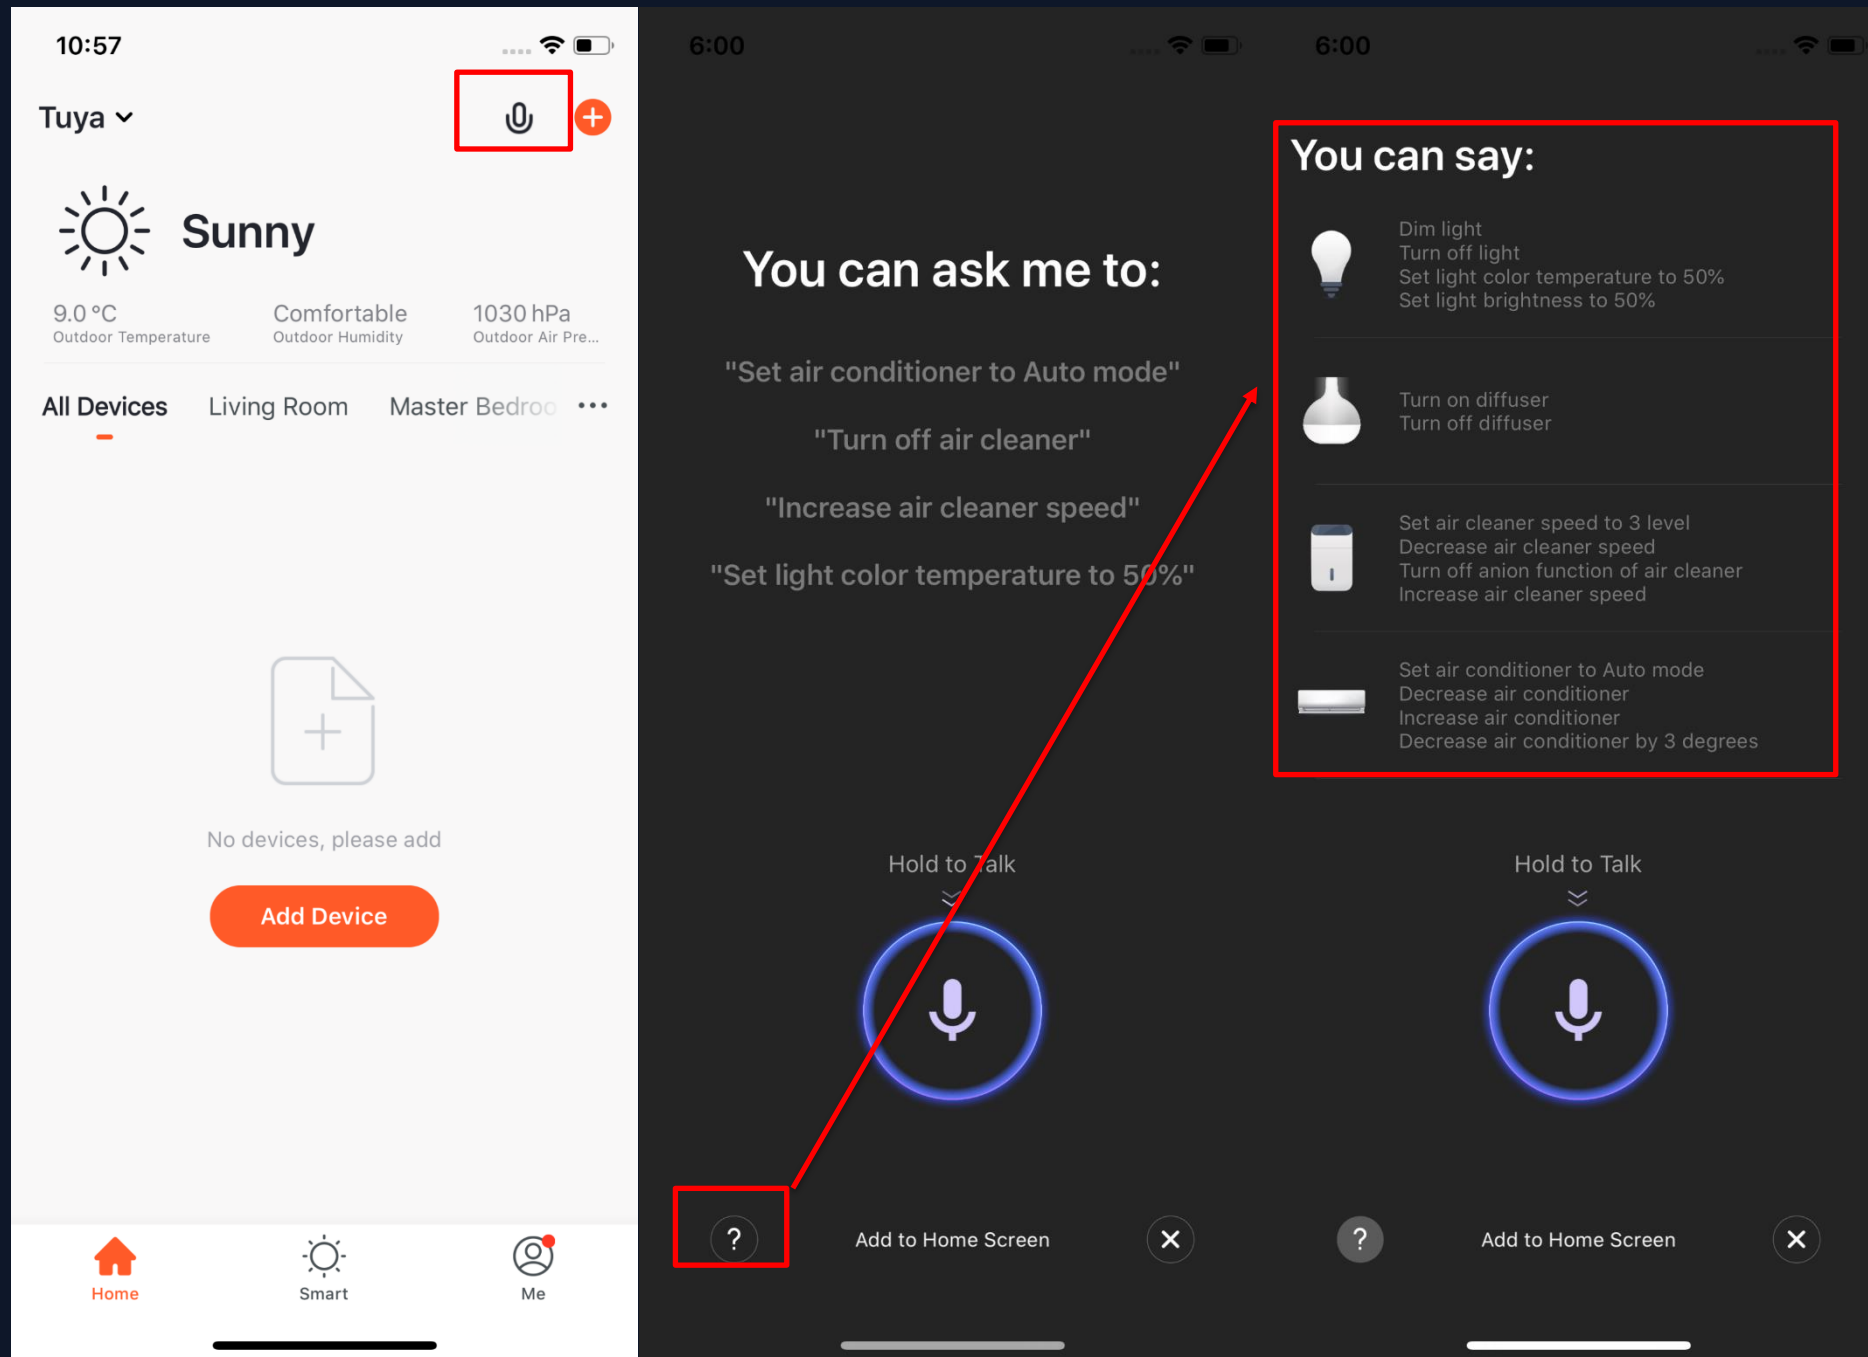 10:57
Tuya
Sunny
9.0 °C
Outdoor Temperature
Comfortable
Outdoor Humidity
1030 hPa
Outdoor Air Pre...
All Devices
Living Room
Master Bedroo
No devices, please add
Add Device
Home
Smart
Me
6:00
You can ask me to:
"Set air conditioner to Auto mode"
"Turn off air cleaner"
"Increase air cleaner speed"
"Set light color temperature to 50%"
Hold to Talk
?
Add to Home Screen
6:00
You can say:
Dim light
Turn off light
Set light color temperature to 50%
Set light brightness to 50%
Turn on diffuser
Turn off diffuser
Set air cleaner speed to 3 level
Decrease air cleaner speed
Turn off anion function of air cleaner
Increase air cleaner speed
Set air conditioner to Auto mode
Decrease air conditioner
Increase air conditioner
Decrease air conditioner by 3 degrees
Hold to Talk
?
Add to Home Screen